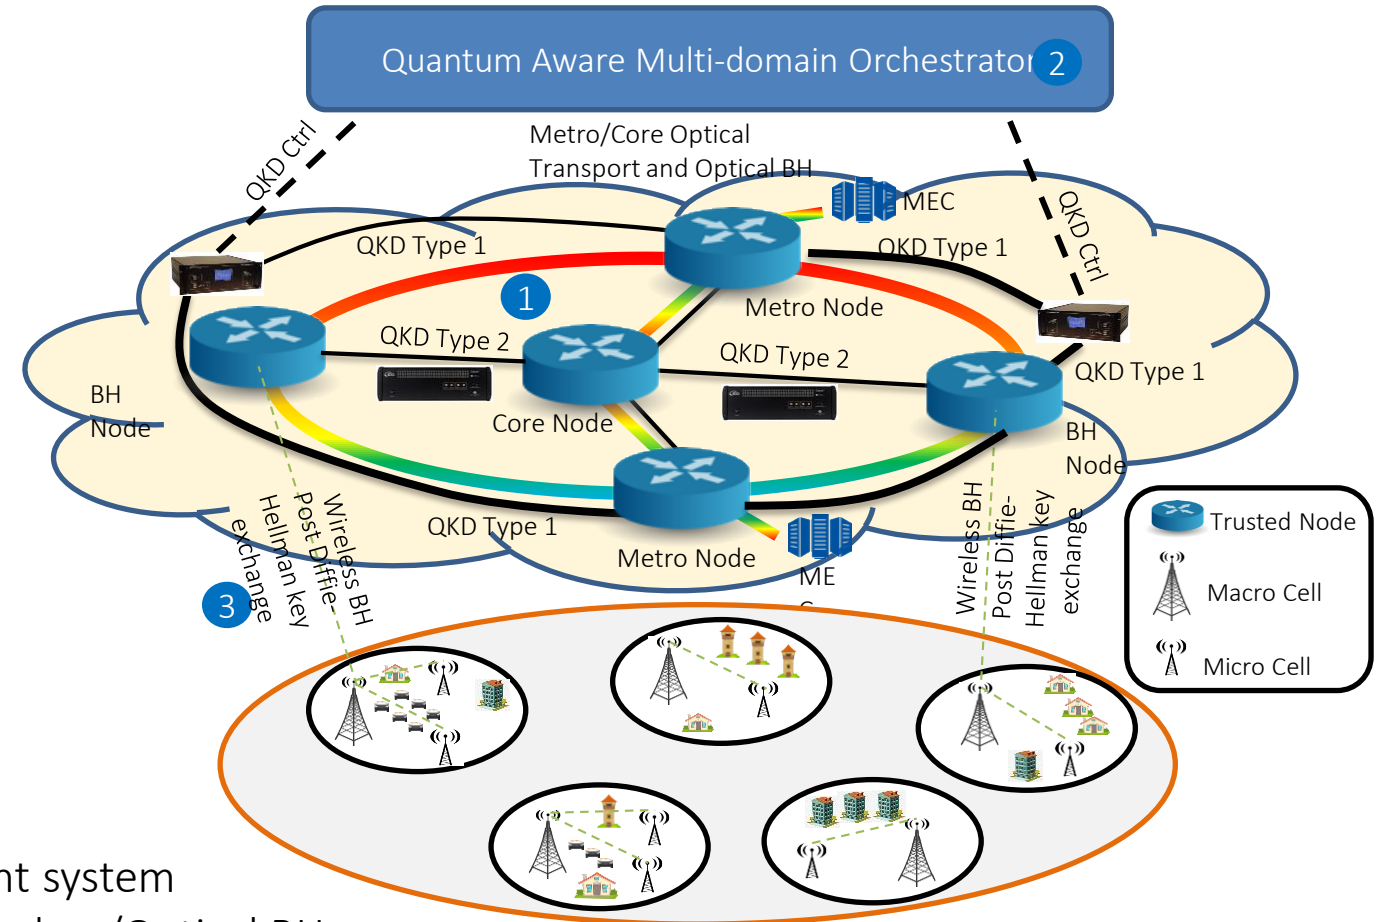 Quantum Aware Multi-domain Orchestrator
2
QKD Ctrl
Metro/Core Optical
Transport and Optical BH
QKD Ctrl
MEC
QKD Type 1
QKD Type 1
1
Metro Node
QKD Type 2
QKD Type 2
QKD Type 1
BH
Node
Core Node
BH
Node
QKD Type 1
Metro Node
ME
Wireless BH
Post Diffie-
Hellman key
exchange
3
Wireless BH
Post Diffie-
Hellman key
exchange
Trusted Node
Macro Cell
Micro Cell
nt system